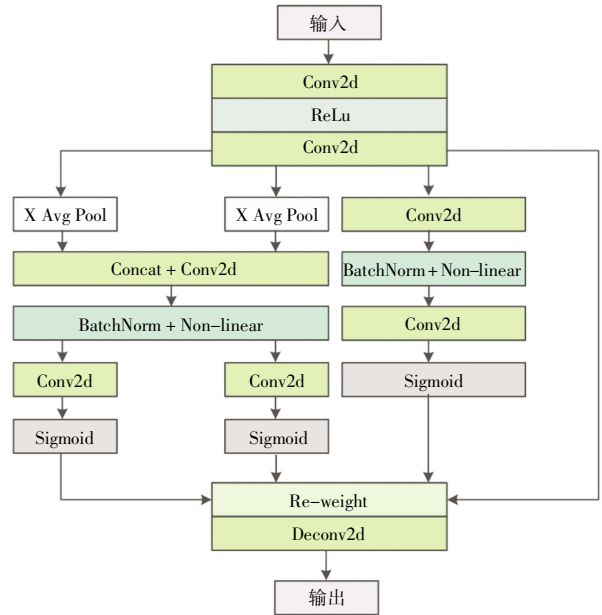 输入
Conv2d
ReLu
Conv2d
X Avg Pool
X Avg Pool
Conv2d
Concat + Conv2d
BatchNorm + Non-linear
BatchNorm + Non-linear
Conv2d
Conv2d
Conv2d
Sigmoid
Sigmoid
Sigmoid
Re-weight
Deconv2d
输出